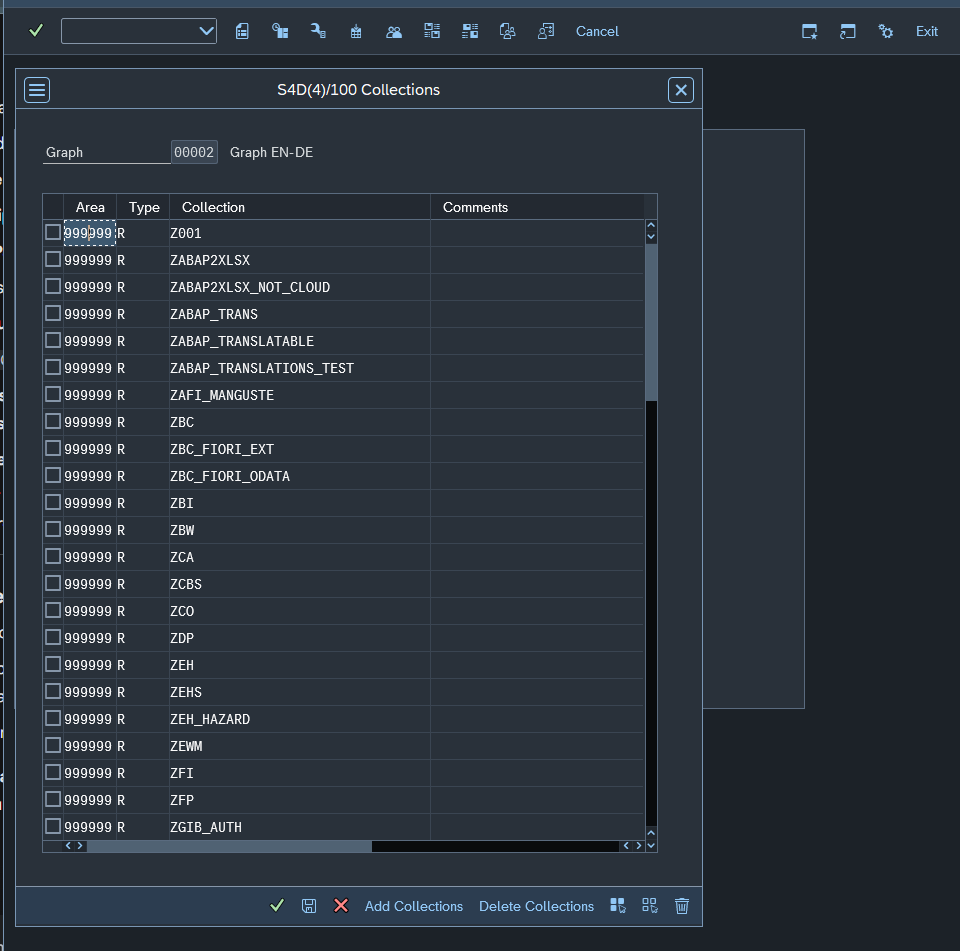 Cancel
Exit
S4D(4)/100 Collections
Graph 00002 Graph EN-DE
Area Type Collection Comments
999999 R Z001
999999 R ZABAP2XLSX
999999 R ZABAP2XLSX_NOT_CLOUD
999999 R ZABAP_TRANS
999999 R ZABAP_TRANSLATABLE
999999 R ZABAP_TRANSLATIONS_TEST
999999 R ZAFI_MANGUSTE
999999 R ZBC
999999 R ZBC_FIORI_EXT
999999 R ZBC_FIORI_ODATA
999999 R ZBI
999999 R ZBW
999999 R ZCA
999999 R ZCBS
999999 R ZCO
999999 R ZDP
999999 R ZEH
999999 R ZEHS
999999 R ZEH_HAZARD
999999 R ZEWM
999999 R ZFI
999999 R ZFP
999999 R ZGIB_AUTH
Add Collections Delete Collections